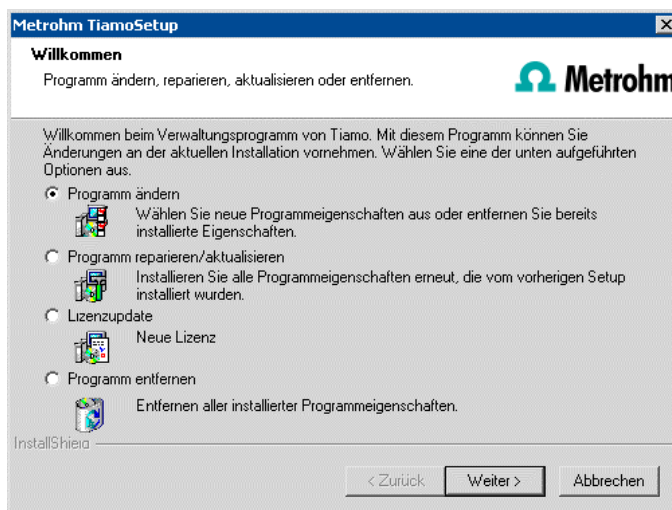 Metrohm TiamoSetup
Willkommen
Programm ändern, reparieren, aktualisieren oder entfernen.
Metrohm
Willkommen beim Verwaltungsprogramm von Tiamo. Mit diesem Programm können Sie
Änderungen an der aktuellen Installation vornehmen. Wählen Sie eine der unten aufgeführten
Optionen aus.
Programm ändern
Wählen Sie neue Programmeigenschaften aus oder entfernen Sie bereits
installierte Eigenschaften.
Programm reparieren/aktualisieren
Installieren Sie alle Programmeigenschaften erneut, die vom vorherigen Setup
installiert wurden.
Lizenzupdate
Neue Lizenz
Programm entfernen
Entfernen aller installierter Programmeigenschaften.
InstallShield
< Zurück
Weiter >
Abbrechen